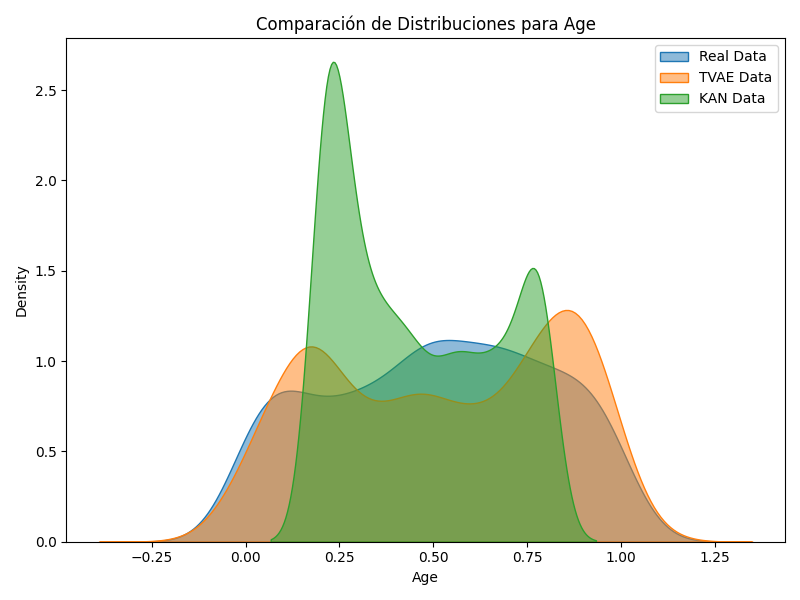 Comparación de Distribuciones para Age
Real Data
TVAE Data
KAN Data
2.5
2.0
1.5
1.0
0.5
0.0
Density
−0.25 0.00 0.25 0.50 0.75 1.00 1.25
Age